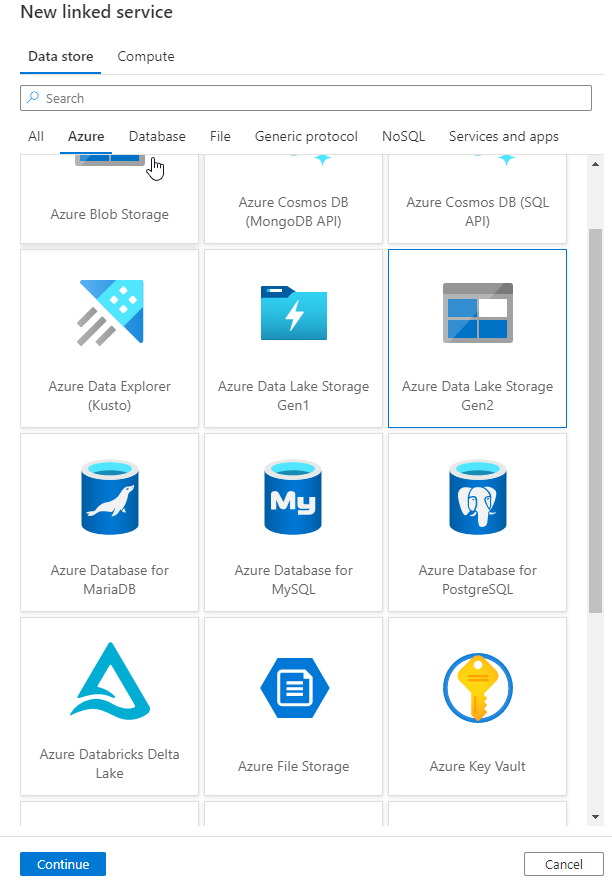 New linked service
Data store Compute
Search
All Azure Database File Generic protocol NoSQL Services and apps
Azure Blob Storage
Azure Cosmos DB
(MongoDB API)
Azure Cosmos DB (SQL
API)
Azure Data Explorer
(Kusto)
Azure Data Lake Storage
Gen1
Azure Data Lake Storage
Gen2
Azure Database for
MariaDB
My
Azure Database for
MySQL
Azure Database for
PostgreSQL
Azure Databricks Delta
Lake
Azure File Storage
Azure Key Vault
Continue Cancel